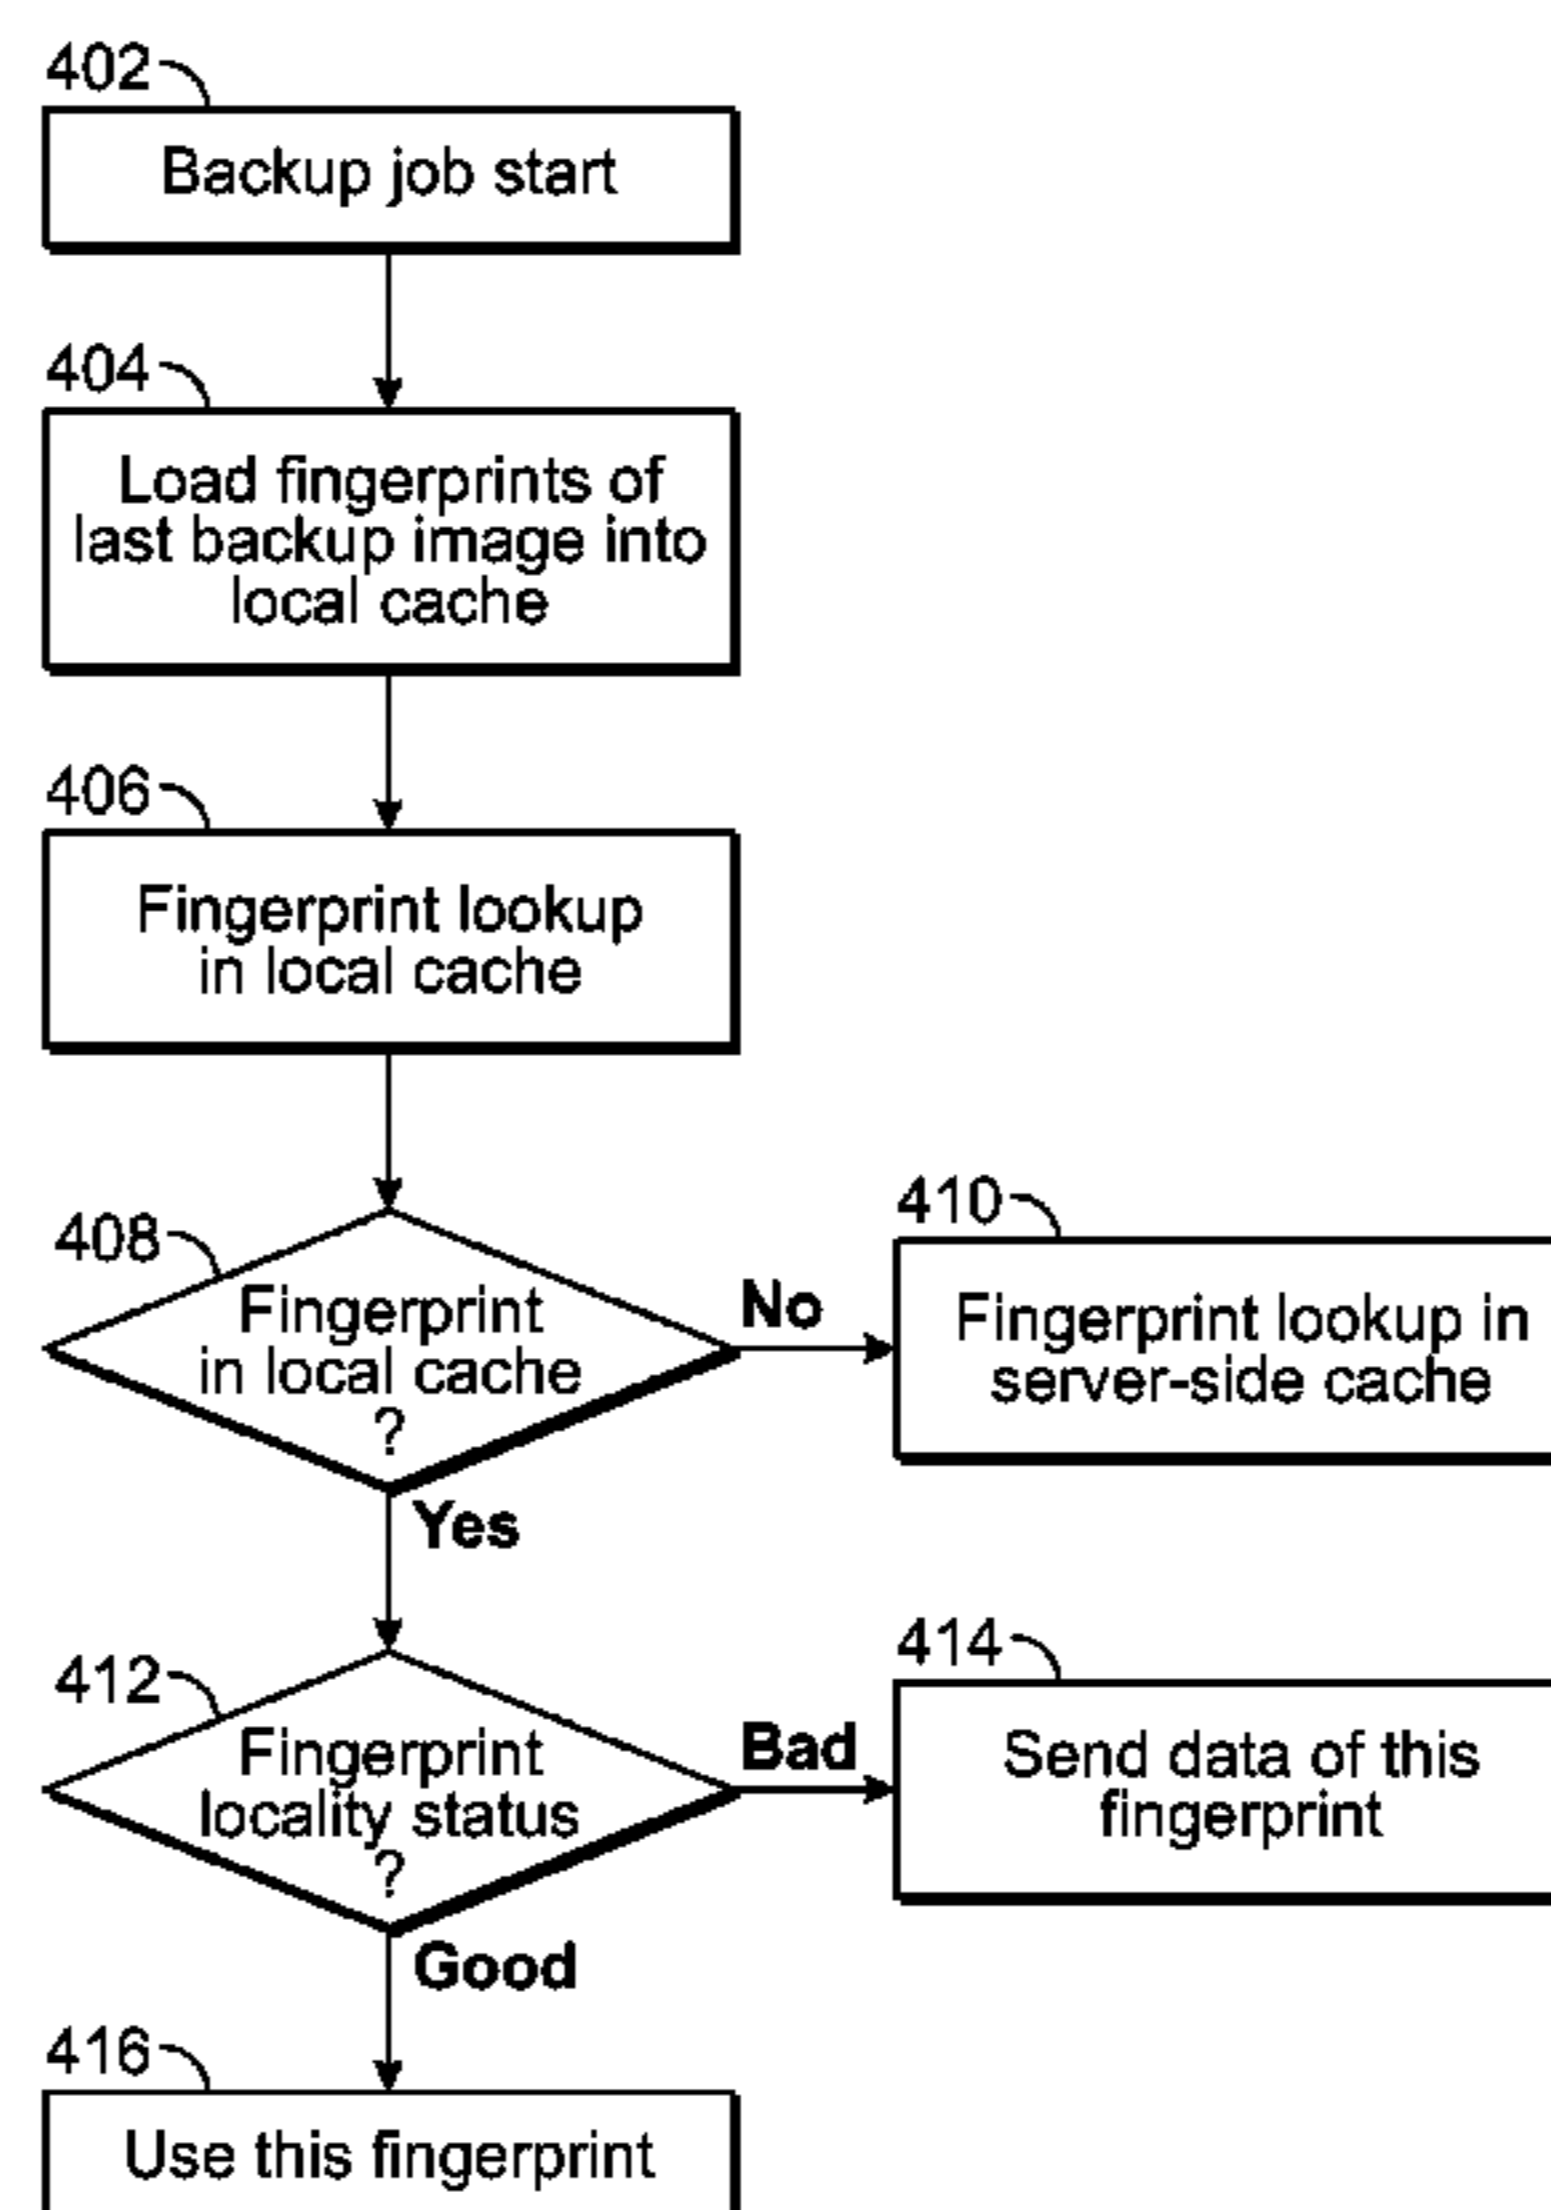 402
Backup job start
404
Load fingerprints of
last backup image into
local cache
406
Fingerprint lookup
in local cache
408
Fingerprint
in local cache
?
No
410
Fingerprint lookup in
server-side cache
Yes
412
Fingerprint
locality status
?
Bad
414
Send data of this
fingerprint
Good
416
Use this fingerprint